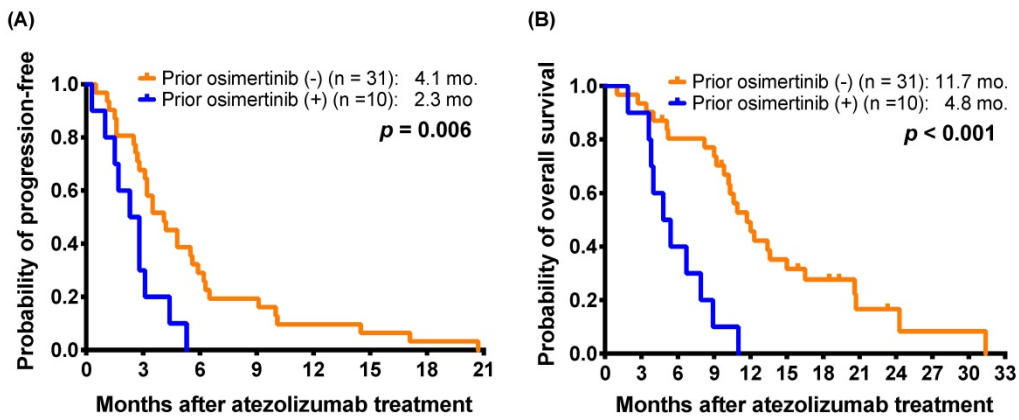 (A)
Prior osimertinib (-) (n = 31): 4.1 mo.
Prior osimertinib (+) (n =10): 2.3 mo
p = 0.006
Probability of progression-free
1.0
0.8
0.6
0.4
0.2
0.0
0 3 6 9 12 15 18 21
Months after atezolizumab treatment
(B)
Prior osimertinib (-) (n = 31): 11.7 mo.
Prior osimertinib (+) (n =10): 4.8 mo.
p < 0.001
Probability of overall survival
1.0
0.8
0.6
0.4
0.2
0.0
0 3 6 9 12 15 18 21 24 27 30 33
Months after atezolizumab treatment